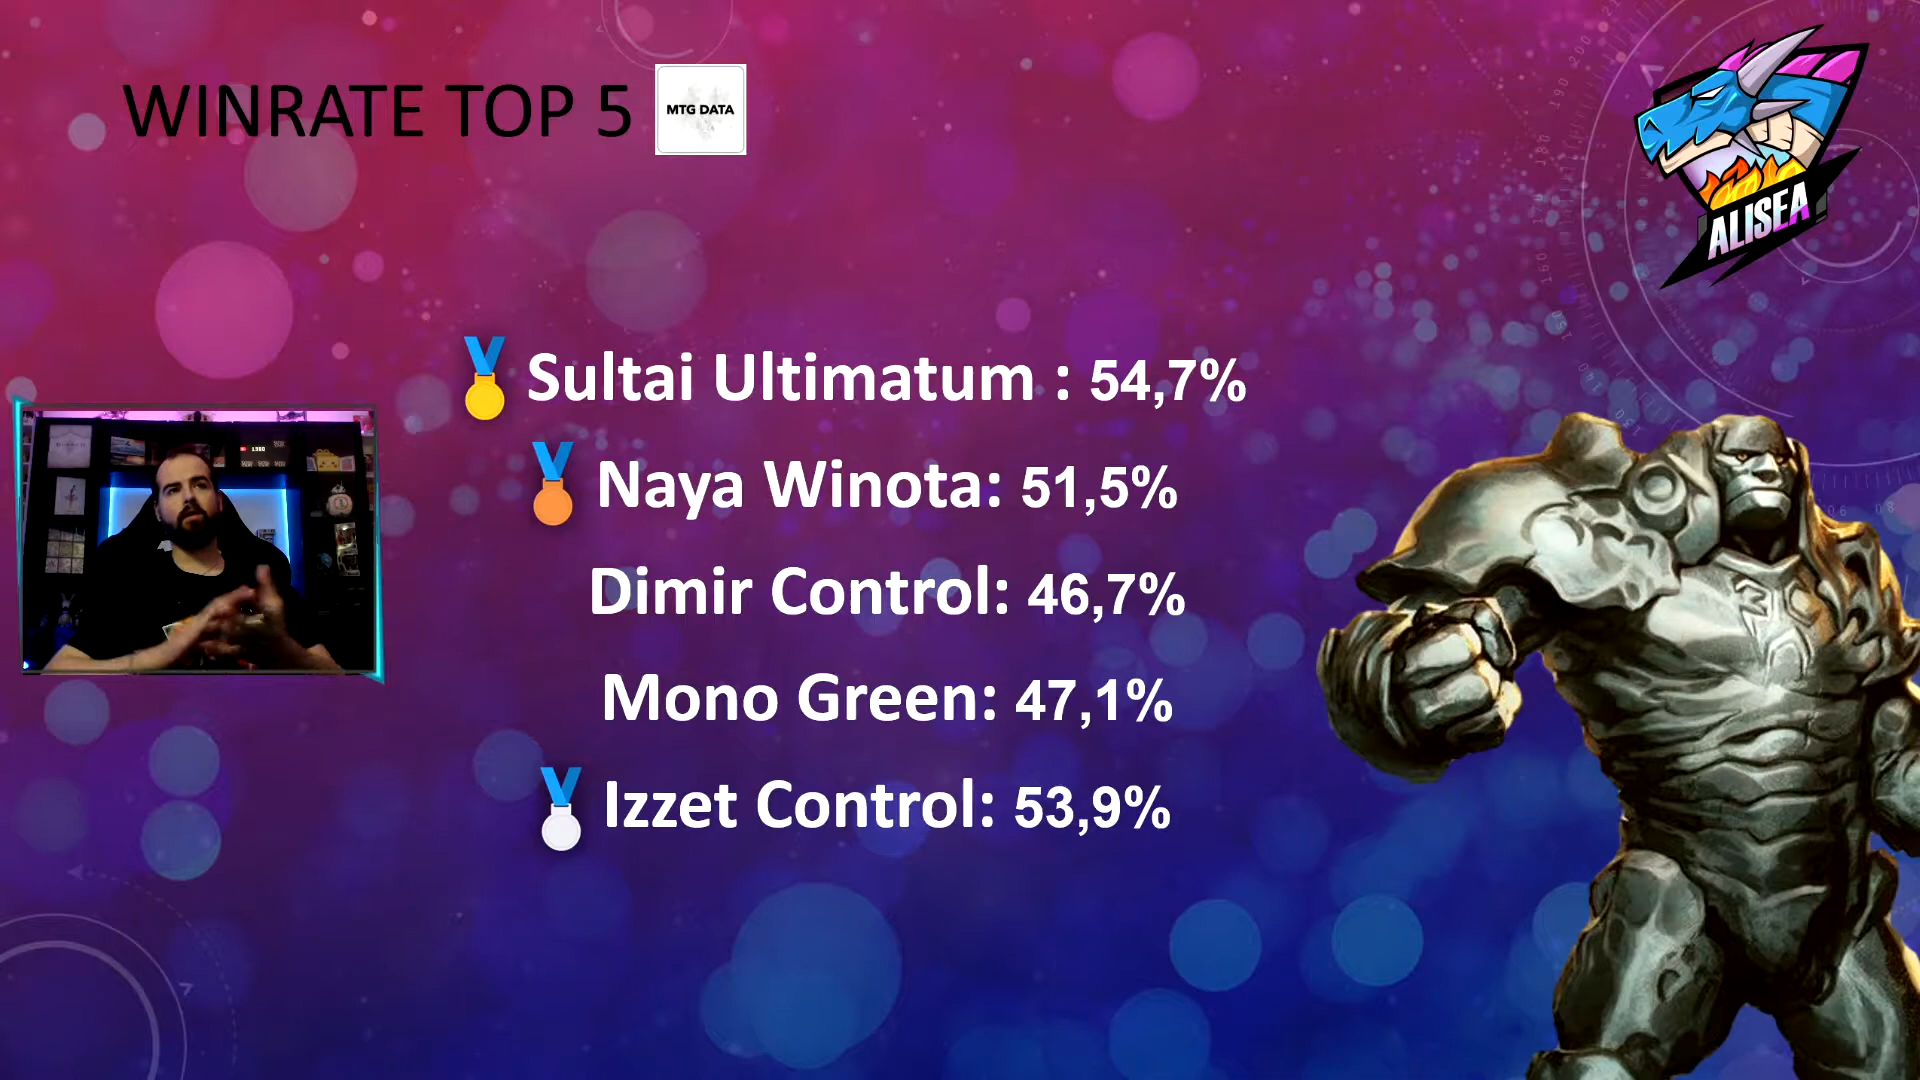 WINRATE TOP 5
MTG DATA
ALISEA
Sultai Ultimatum : 54,7%
Naya Winota: 51,5%
Dimir Control: 46,7%
Mono Green: 47,1%
Izzet Control: 53,9%